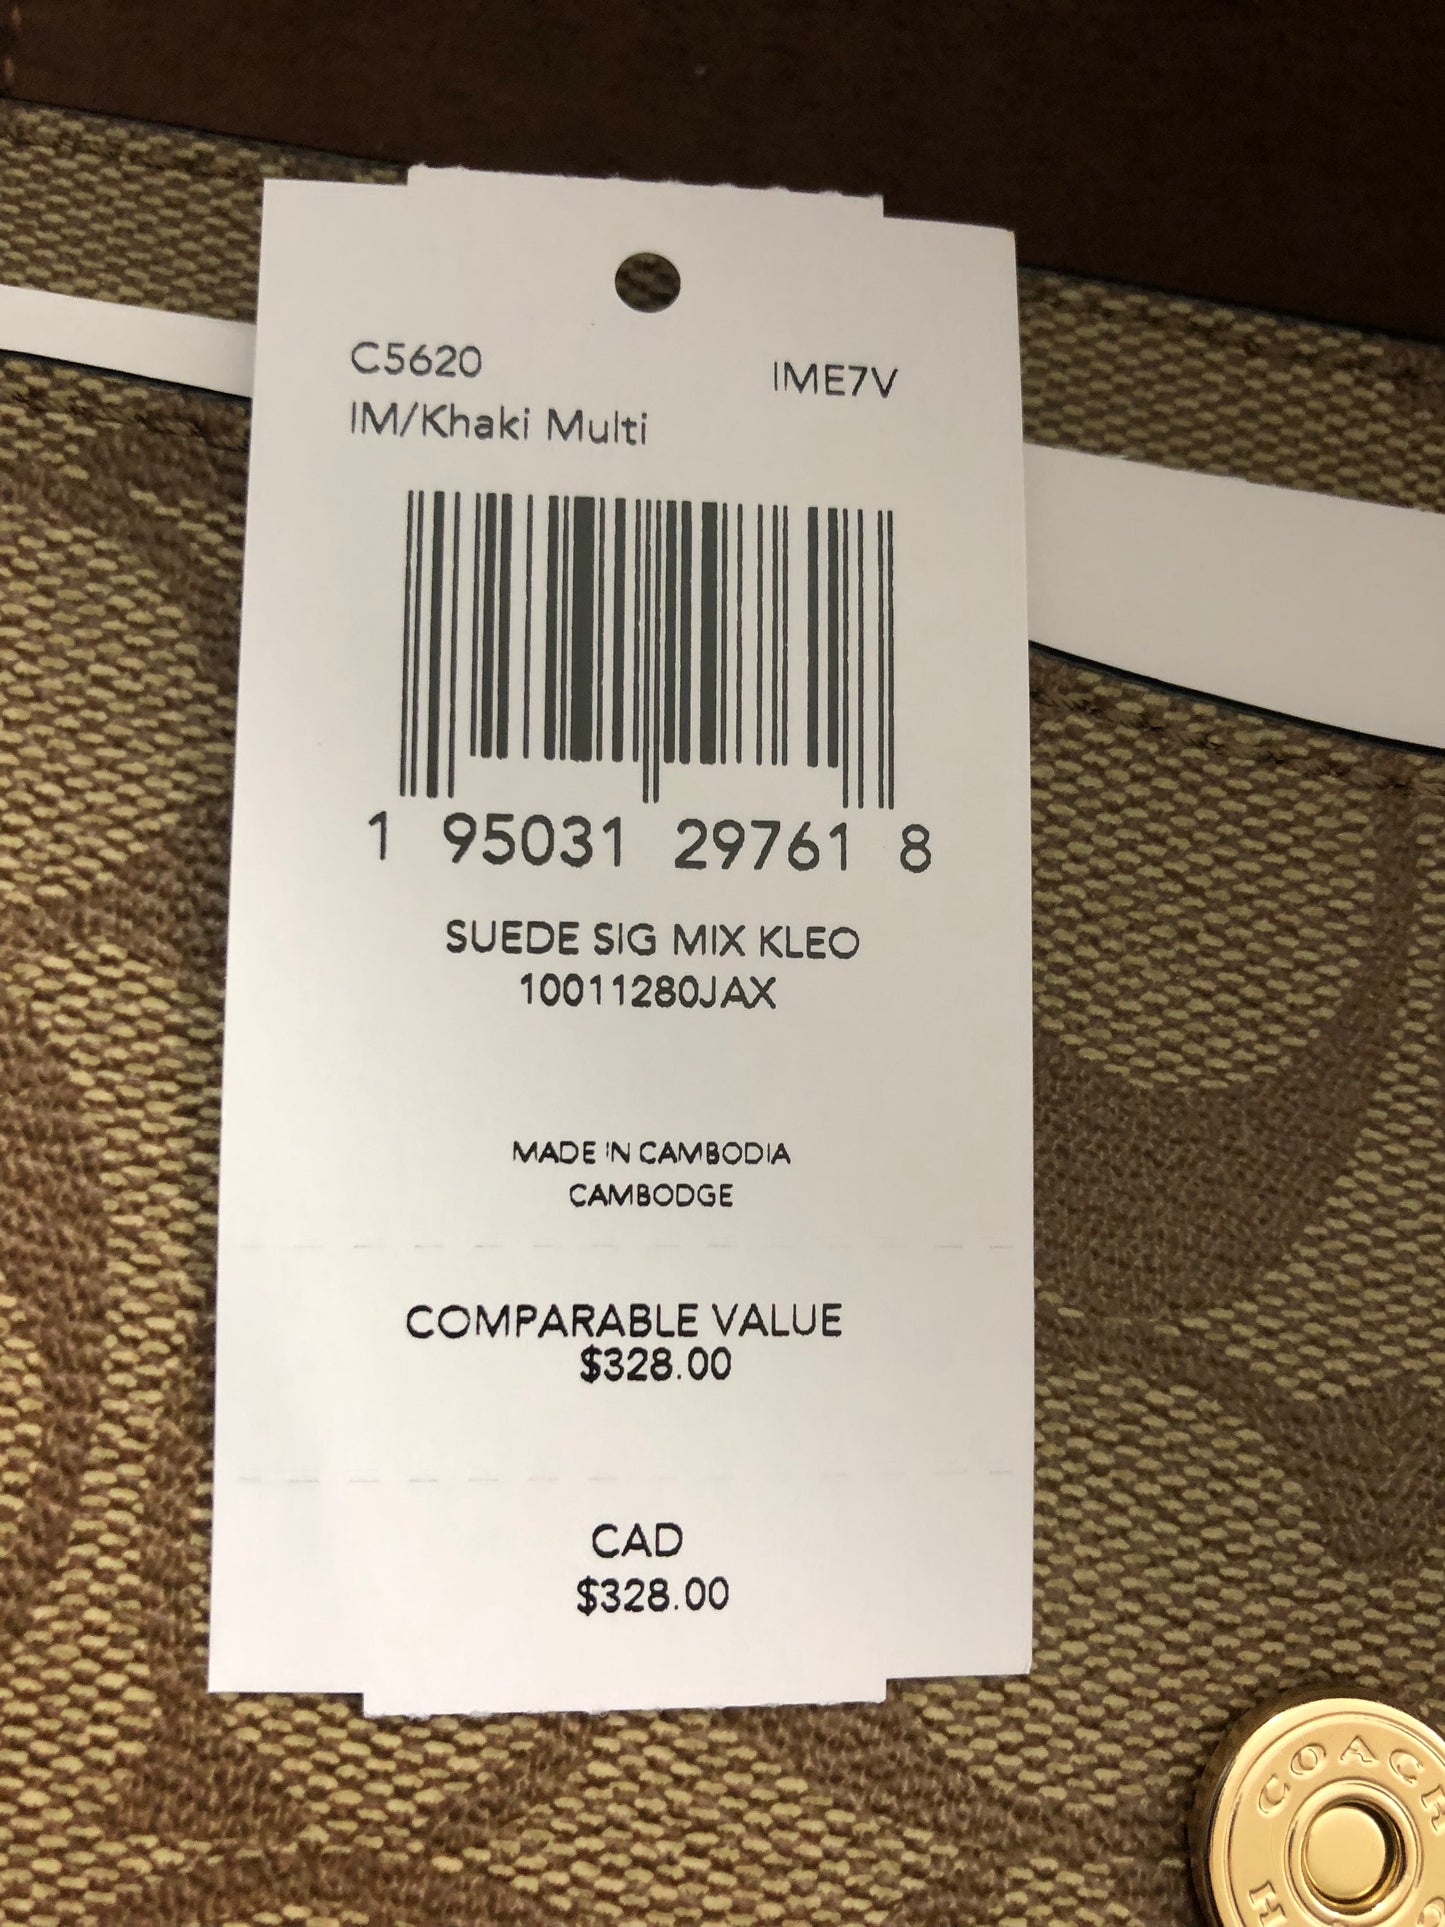 C5620 IME7V
IM/Khaki Multi
1 95031 29761 8
SUEDE SIG MIX KLEO
10011280JAX
MADE IN CAMBODIA
CAMBODGE
COMPARABLE VALUE
$328.00
CAD
$328.00
COACH